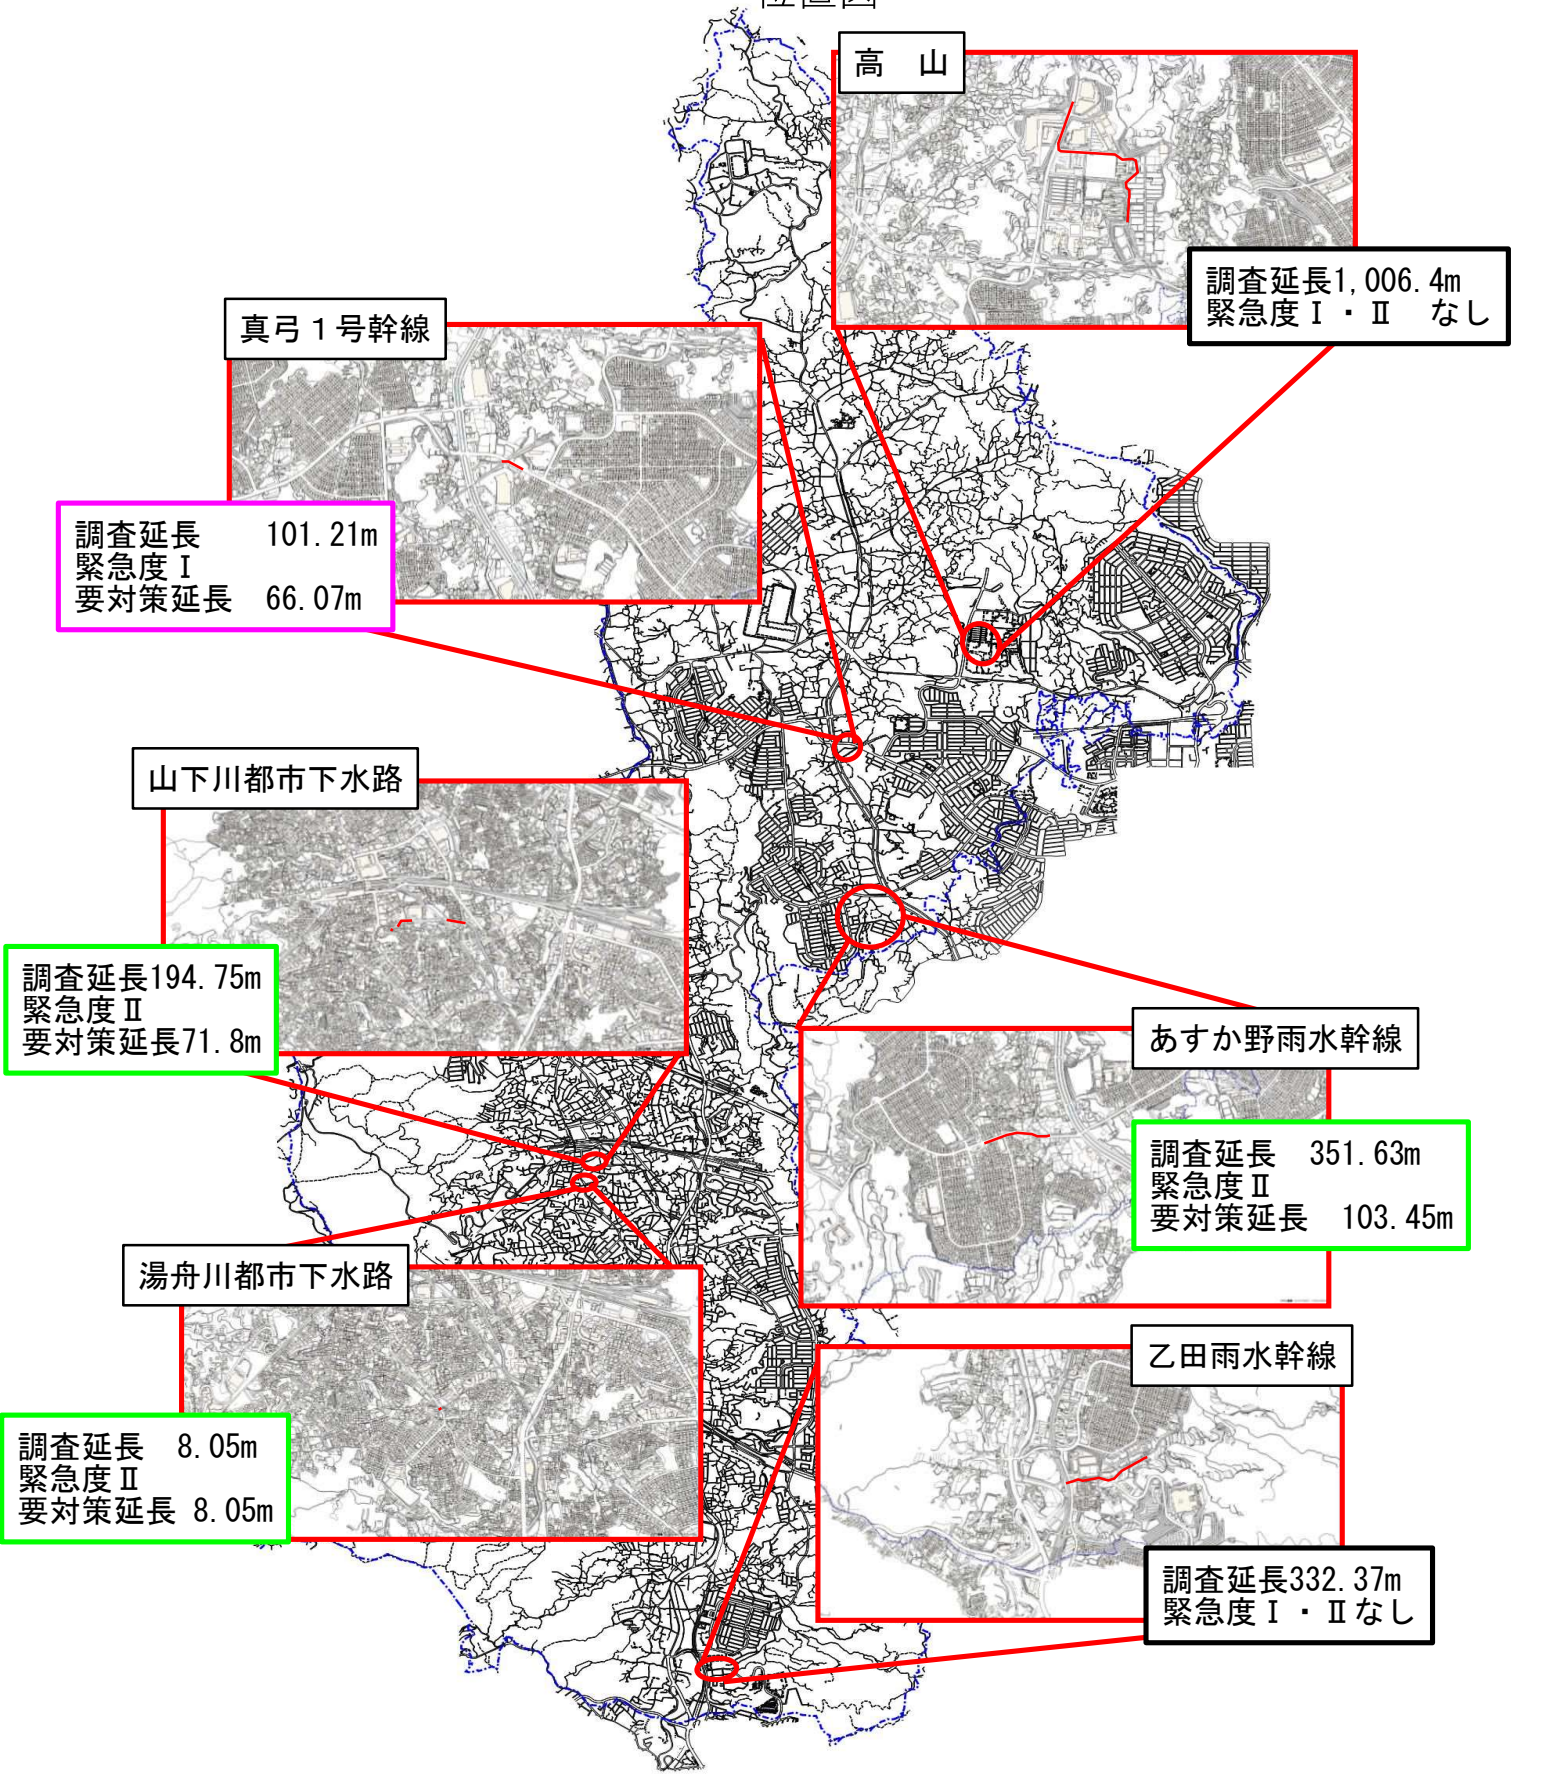 位置図
高　山
調査延長1,006.4m
緊急度Ⅰ・Ⅱ　なし
真弓１号幹線
調査延長　　101.21m
緊急度Ⅰ
要対策延長　66.07m
山下川都市下水路
調査延長194.75m
緊急度Ⅱ
要対策延長71.8m
あすか野雨水幹線
調査延長　351.63m
緊急度Ⅱ
要対策延長　103.45m
湯舟川都市下水路
調査延長　8.05m
緊急度Ⅱ
要対策延長 8.05m
乙田雨水幹線
調査延長332.37m
緊急度Ⅰ・Ⅱなし